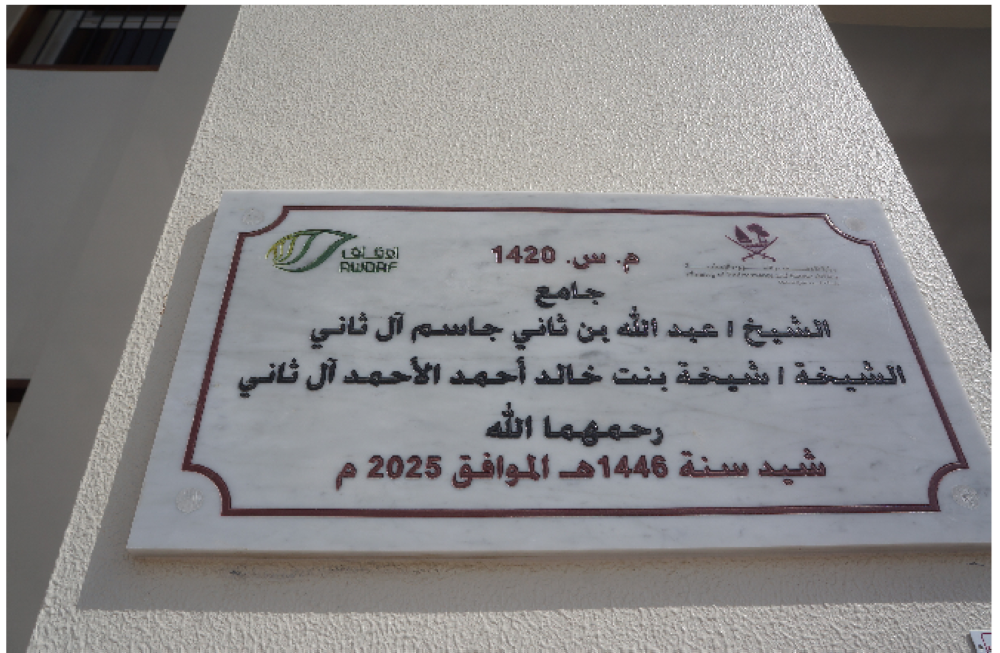 أوقاف
AWQAF
م. س. 1420
جامع
الشيخ / عبد الله بن ثاني جاسم آل ثاني
الشيخة / شيخة بنت خالد أحمد الأحمد آل ثاني
رحمهما الله
شيد سنة 1446هـ الموافق 2025 م